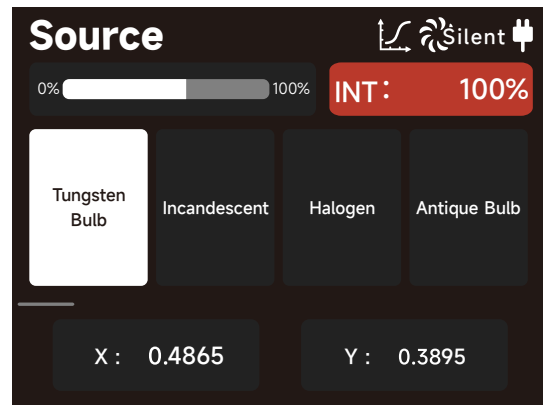 Source
Silent
0%
100%
INT: 100%
Tungsten
Bulb
Incandescent
Halogen
Antique Bulb
X : 0.4865
Y : 0.3895